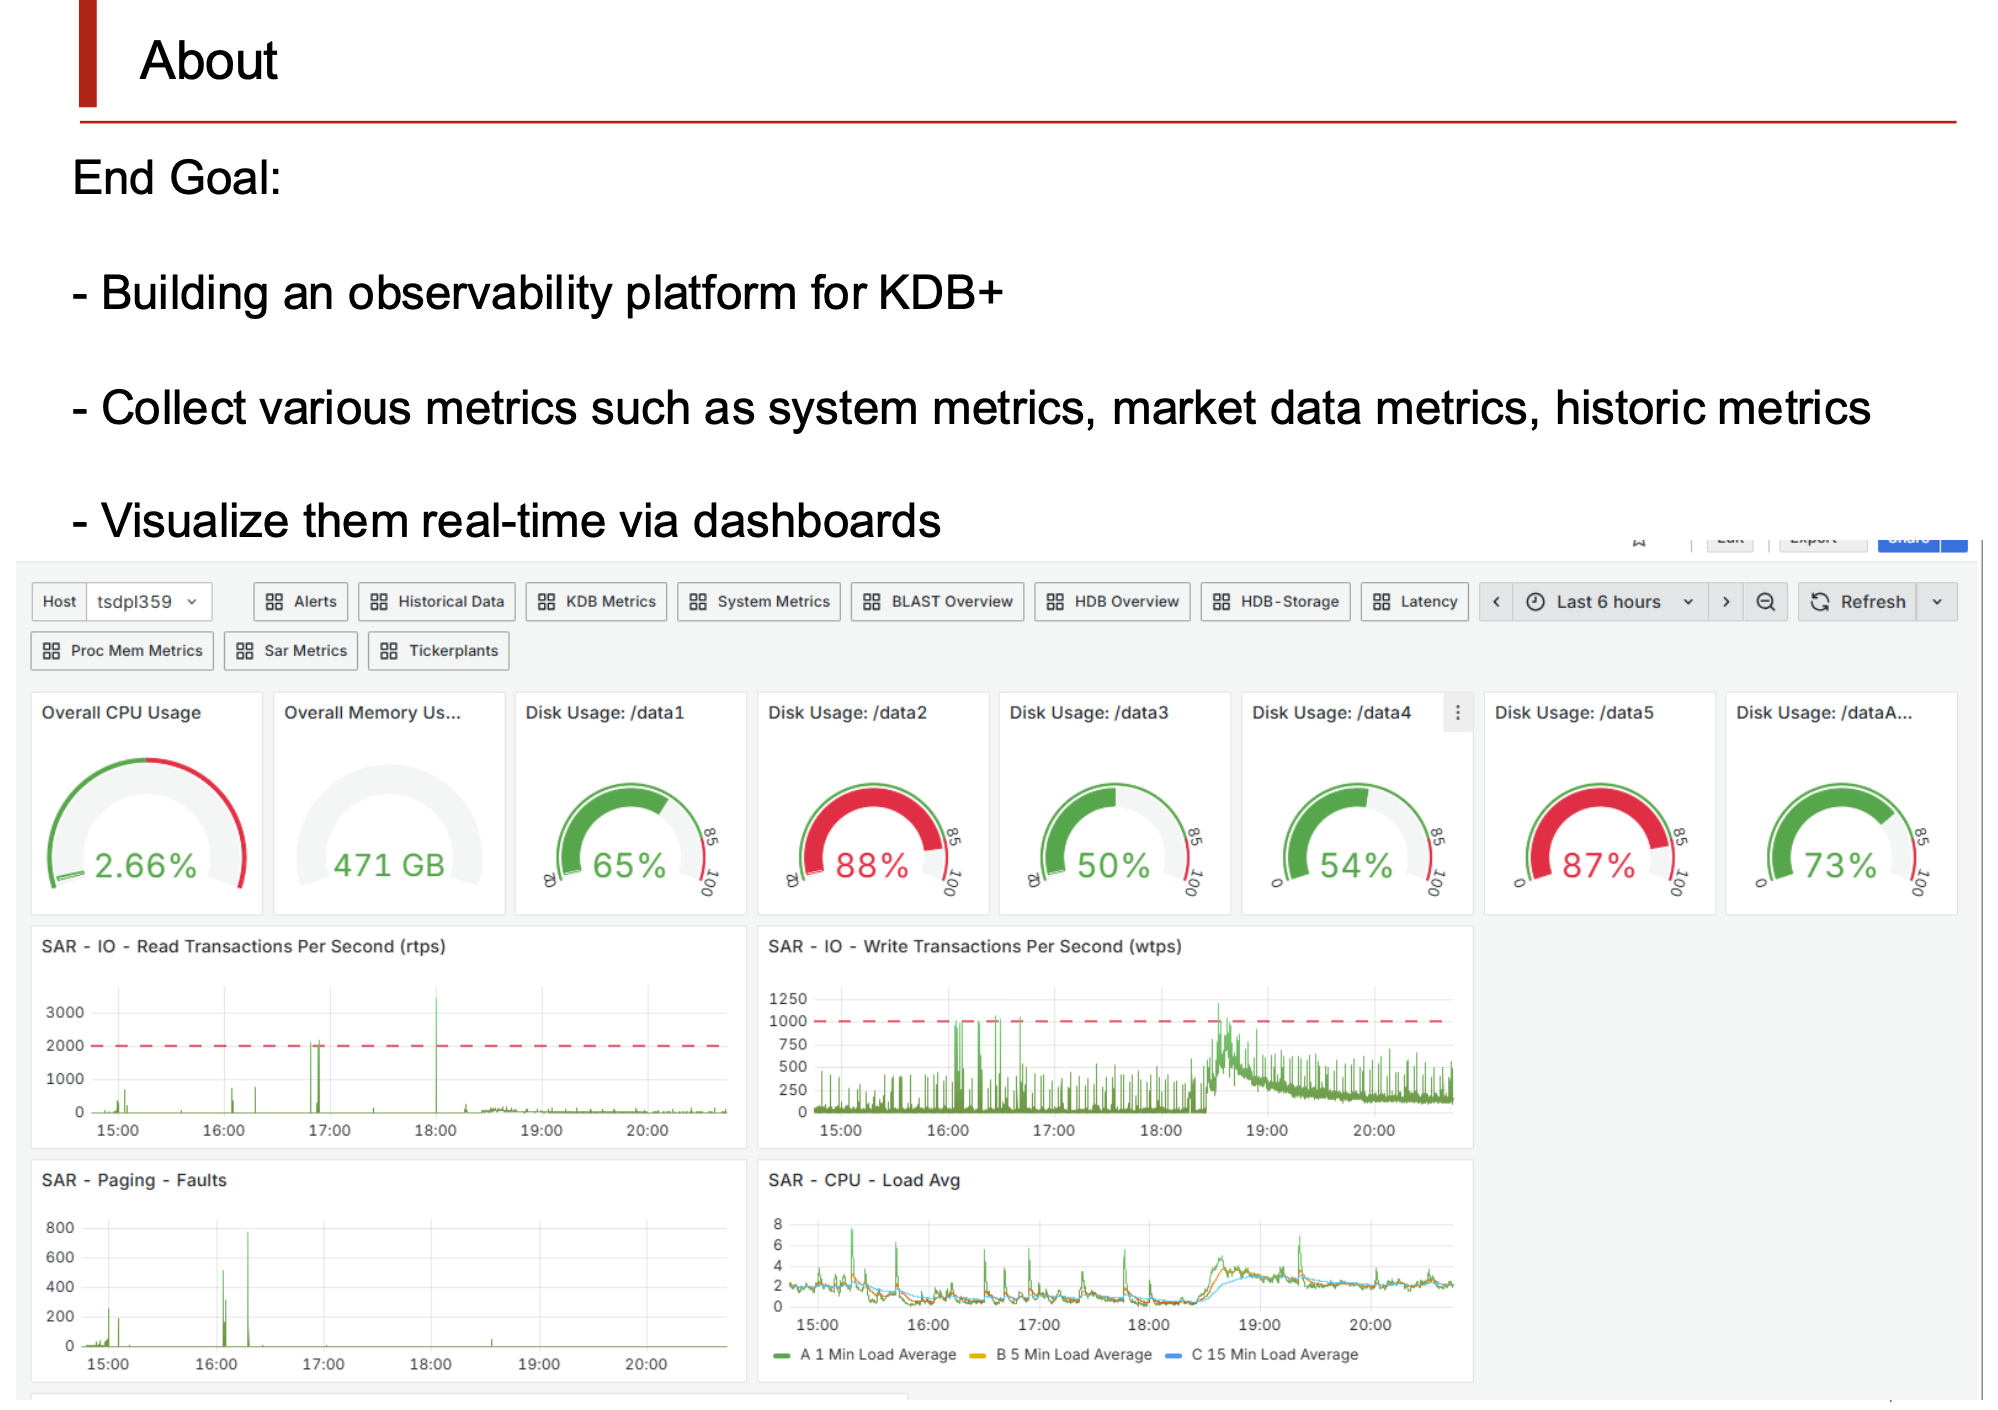 About
End Goal:
- Building an observability platform for KDB+
- Collect various metrics such as system metrics, market data metrics, historic metrics
- Visualize them real-time via dashboards
Host tsdpl359 Alerts Historical Data KDB Metrics System Metrics BLAST Overview HDB Overview HDB-Storage Latency Last 6 hours Refresh
Proc Mem Metrics Sar Metrics Tickerplants
Overall CPU Usage
2.66%
Overall Memory Us...
471 GB
Disk Usage: /data1
65%
85
100
Disk Usage: /data2
88%
85
100
Disk Usage: /data3
50%
85
100
Disk Usage: /data4
0
54%
85
100
Disk Usage: /data5
0
87%
85
100
Disk Usage: /dataA...
0
73%
85
100
SAR - IO - Read Transactions Per Second (rtps)
3000
2000
1000
0
15:00 16:00 17:00 18:00 19:00 20:00
SAR - IO - Write Transactions Per Second (wtps)
1250
1000
750
500
250
0
15:00 16:00 17:00 18:00 19:00 20:00
SAR - Paging - Faults
800
600
400
200
0
15:00 16:00 17:00 18:00 19:00 20:00
SAR - CPU - Load Avg
8
6
4
2
0
15:00 16:00 17:00 18:00 19:00 20:00
A 1 Min Load Average B 5 Min Load Average C 15 Min Load Average